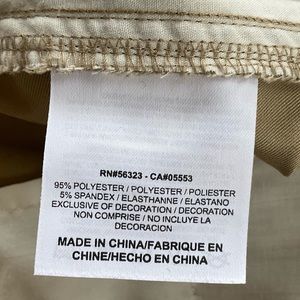 RN#56323 - CA#05553
95% POLYESTER / POLYESTER / POLIESTER
5% SPANDEX / ELASTHANNE / ELASTANO
EXCLUSIVE OF DECORATION / DECORATION
NON COMPRISE / NO INCLUYE
DECORACION
MADE IN CHINA/FABRIQUE EN
CHINE/HECHO EN CHINA